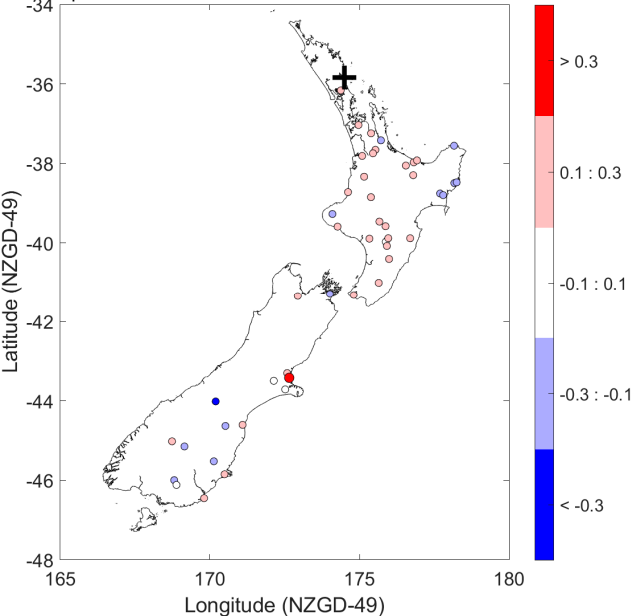 -34
-36
-38
-40
-42
-44
-46
-48
Latitude (NZGD-49)
165
170
175
180
Longitude (NZGD-49)
> 0.3
0.1 : 0.3
-0.1 : 0.1
-0.3 : -0.1
< -0.3